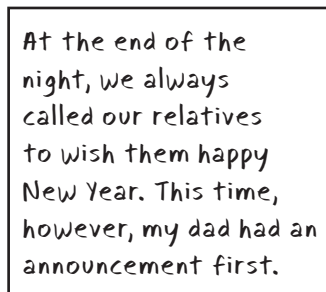 At the end of the
night, we always
called our relatives
to wish them happy
New Year. This time,
however, my dad had an
announcement first.